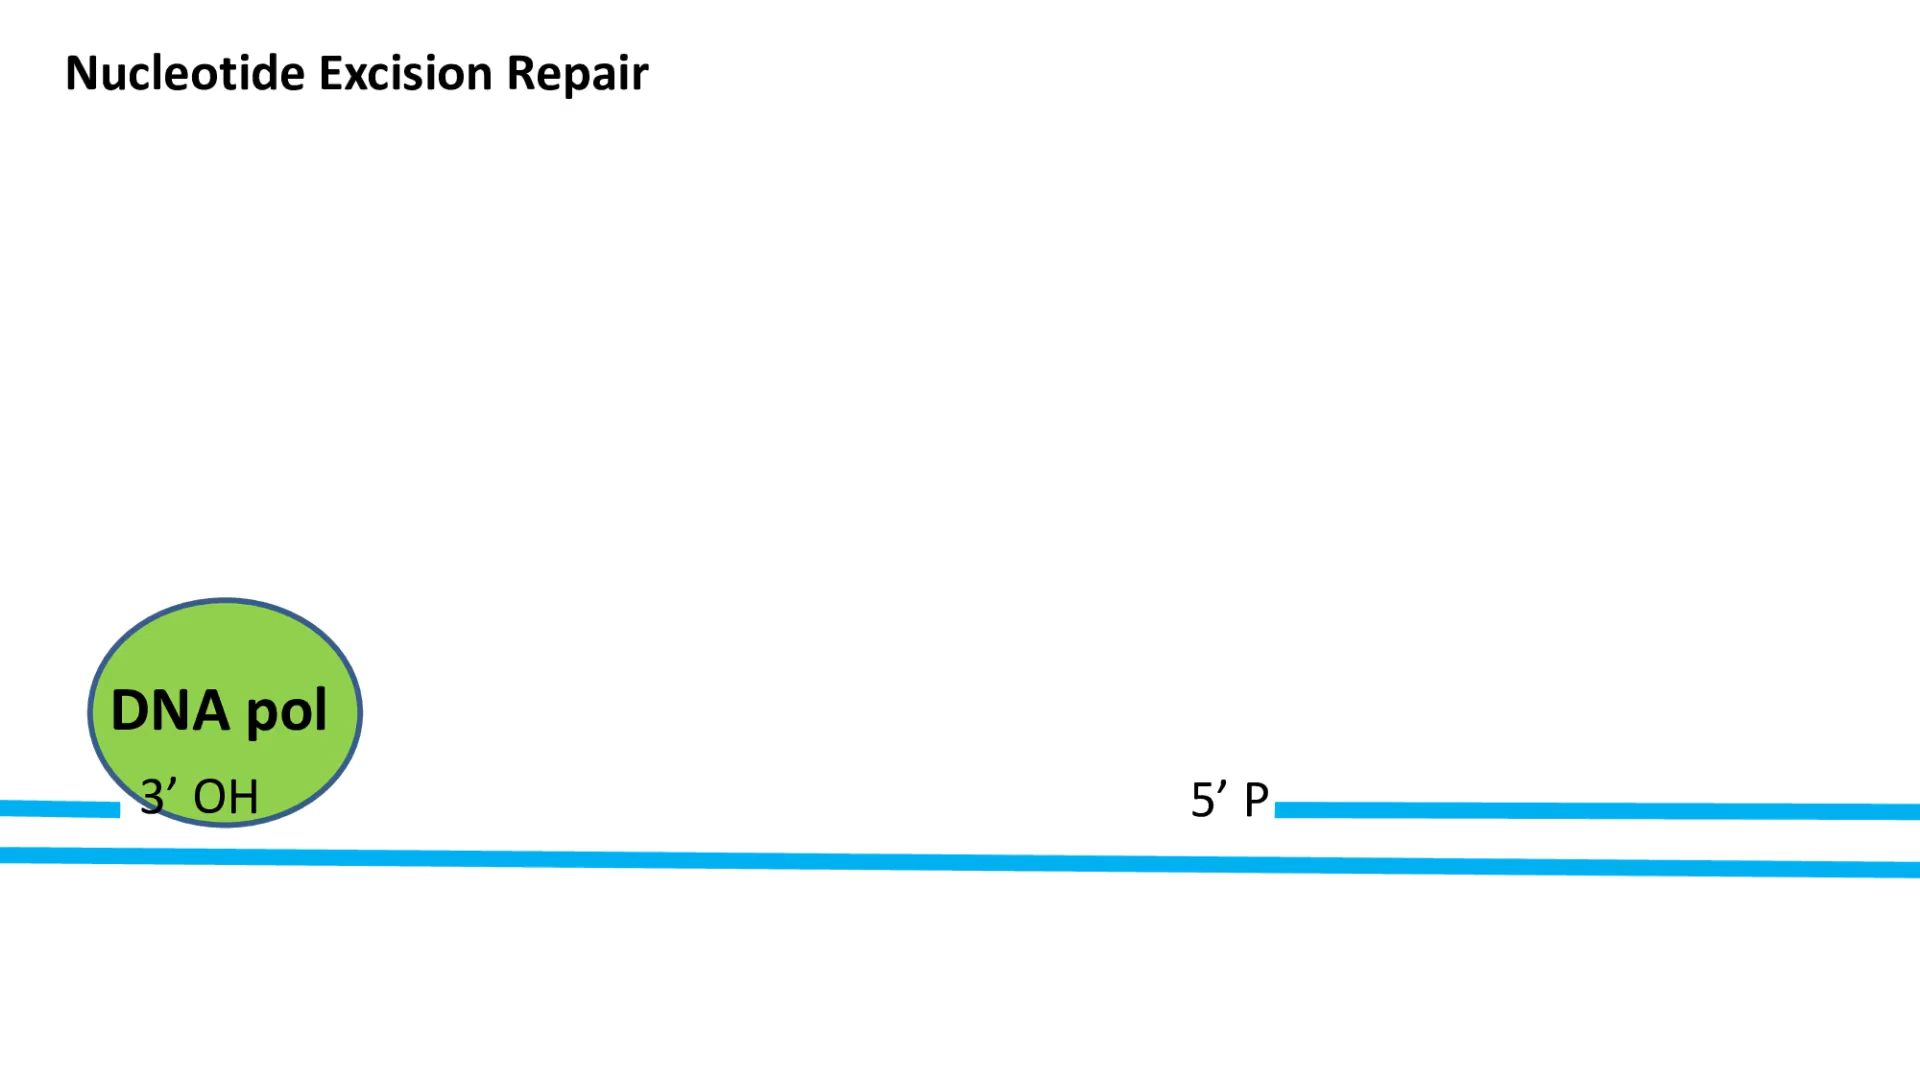 Nucleotide Excision Repair
DNA pol
3’ OH
5’ P